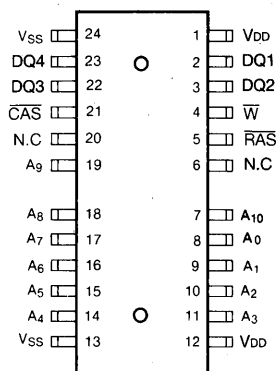 VSS 24 1 VDD
DQ4 23 2 DQ1
DQ3 22 3 DQ2
C̅A̅S̅ 21 4 W̅
N.C 20 5 R̅A̅S̅
A9 19 6 N.C
A8 18 7 A10
A7 17 8 A0
A6 16 9 A1
A5 15 10 A2
A4 14 11 A3
VSS 13 12 VDD